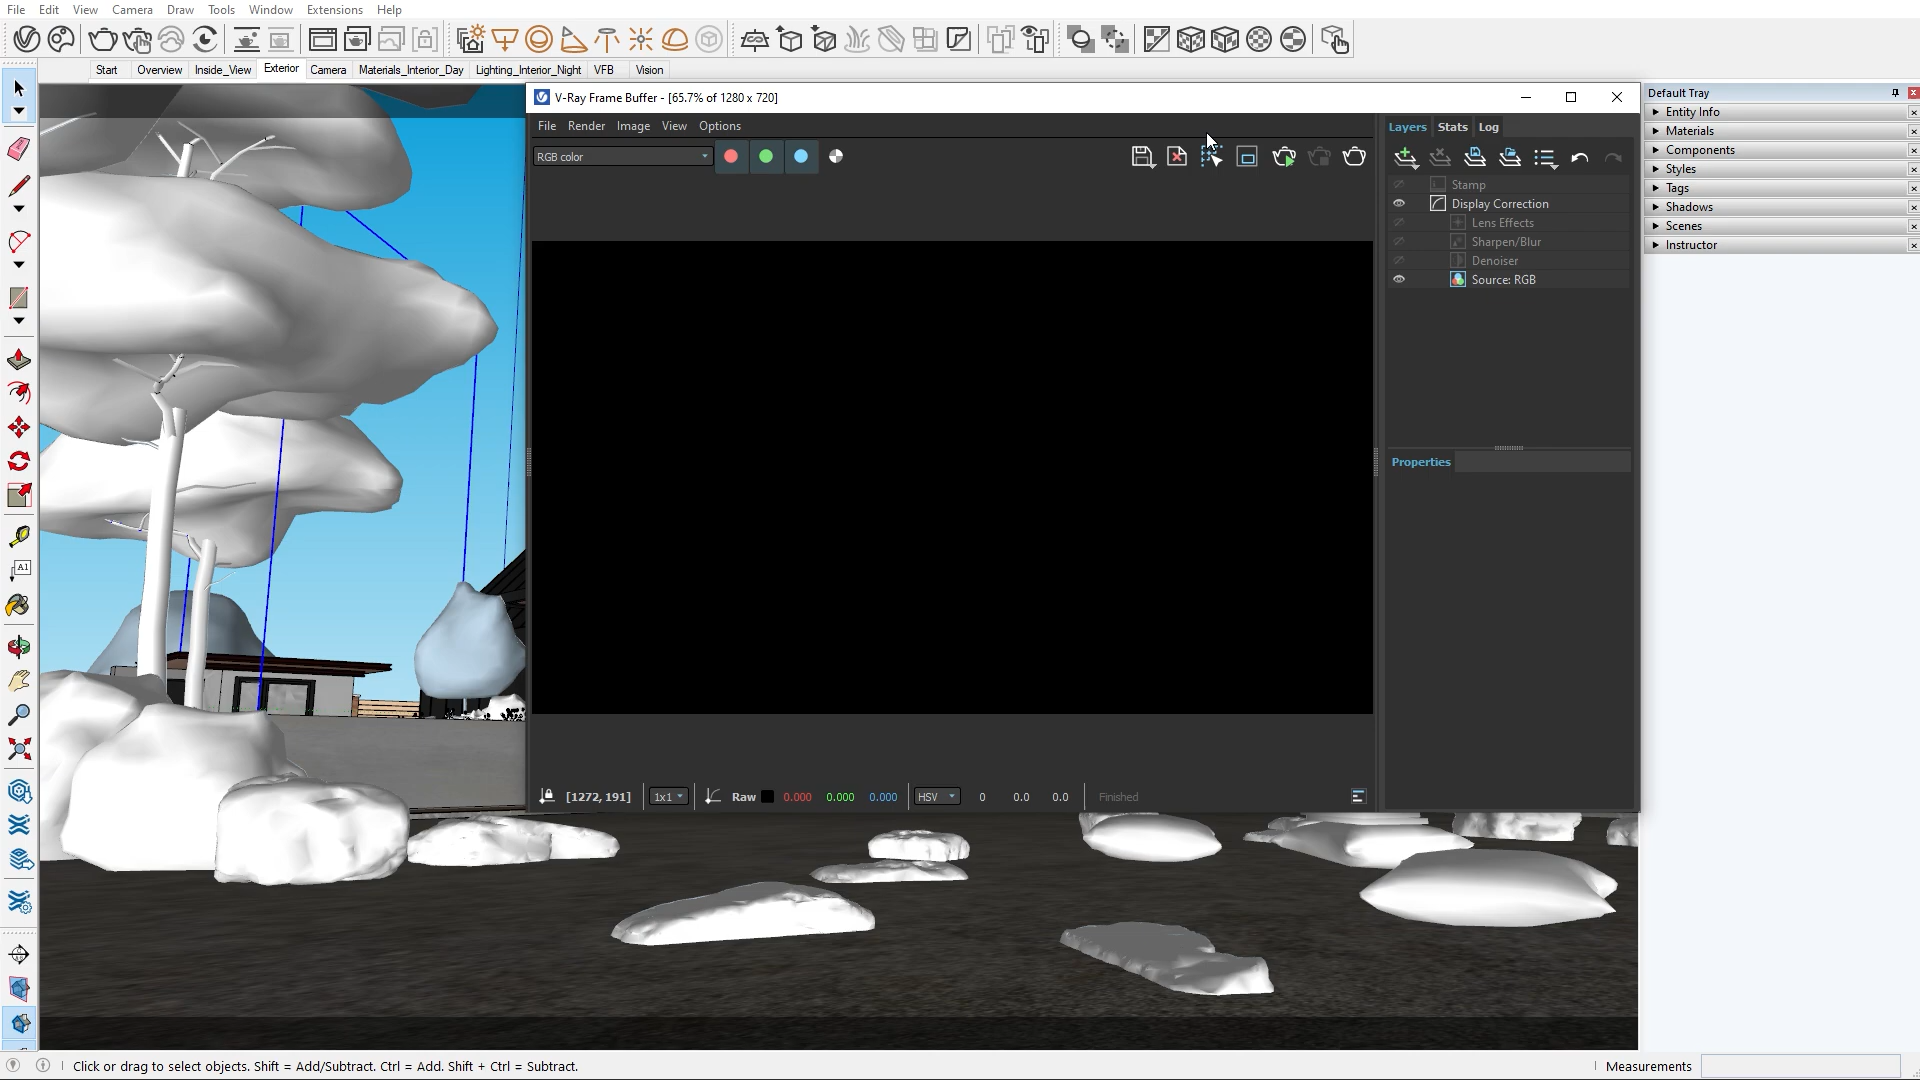 File Edit View Camera Draw Tools Window Extensions Help
Start Overview Inside_View Exterior Camera Materials_Interior_Day Lighting_Interior_Night VFB Vision
V-Ray Frame Buffer - [65.7% of 1280 x 720]
File Render Image View Options
RGB color
Layers Stats Log
Stamp
Display Correction
Lens Effects
Sharpen/Blur
Denoiser
Source: RGB
Properties
[1272, 191] 1x1 Raw 0.000 0.000 0.000 HSV 0 0.0 0.0 Finished
Default Tray
Entity Info
Materials
Components
Styles
Tags
Shadows
Scenes
Instructor
A1
Click or drag to select objects. Shift = Add/Subtract. Ctrl = Add. Shift + Ctrl = Subtract.
Measurements